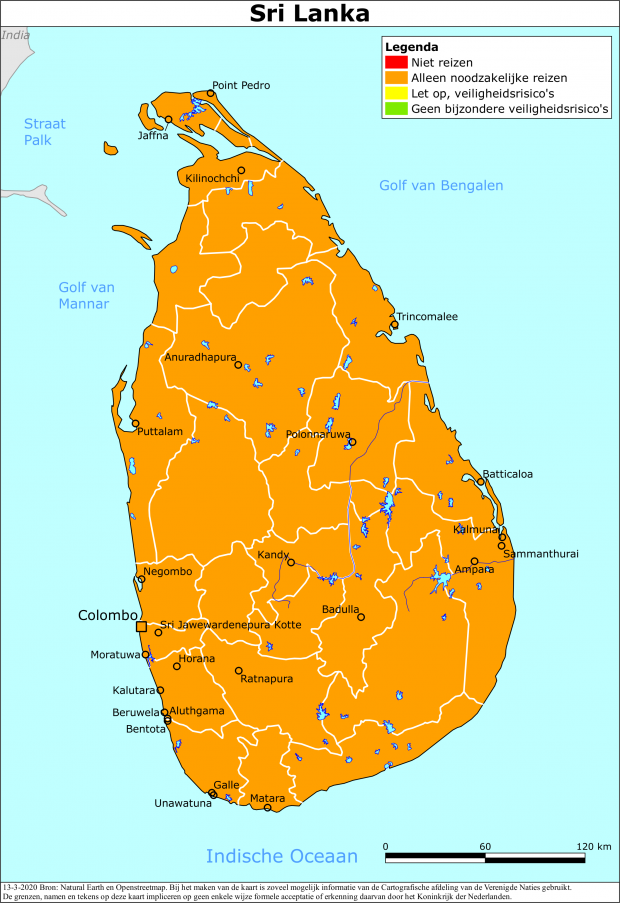 Sri Lanka
India
Legenda
Niet reizen
Alleen noodzakelijke reizen
Let op, veiligheidsrisico's
Geen bijzondere veiligheidsrisico's
Point Pedro
Straat
Palk
Jaffna
Kilinochchi
Golf van Bengalen
Golf van
Mannar
Trincomalee
Anuradhapura
Puttalam
Polonnaruwa
Batticaloa
Kalmunai
Sammanthurai
Kandy
Ampara
Negombo
Badulla
Colombo
Sri Jawewardenepura Kotte
Moratuwa
Horana
Ratnapura
Kalutara
Beruwela
Aluthgama
Bentota
Galle
Unawatuna
Matara
0 60 120 km
Indische Oceaan
13-3-2020 Bron: Natural Earth en Openstreetmap. Bij het maken van de kaart is zoveel mogelijk informatie van de Cartografische afdeling van de Verenigde Naties gebruikt.
De grenzen, namen en tekens op deze kaart impliceren op geen enkele wijze formele acceptatie of erkenning daarvan door het Koninkrijk der Nederlanden.